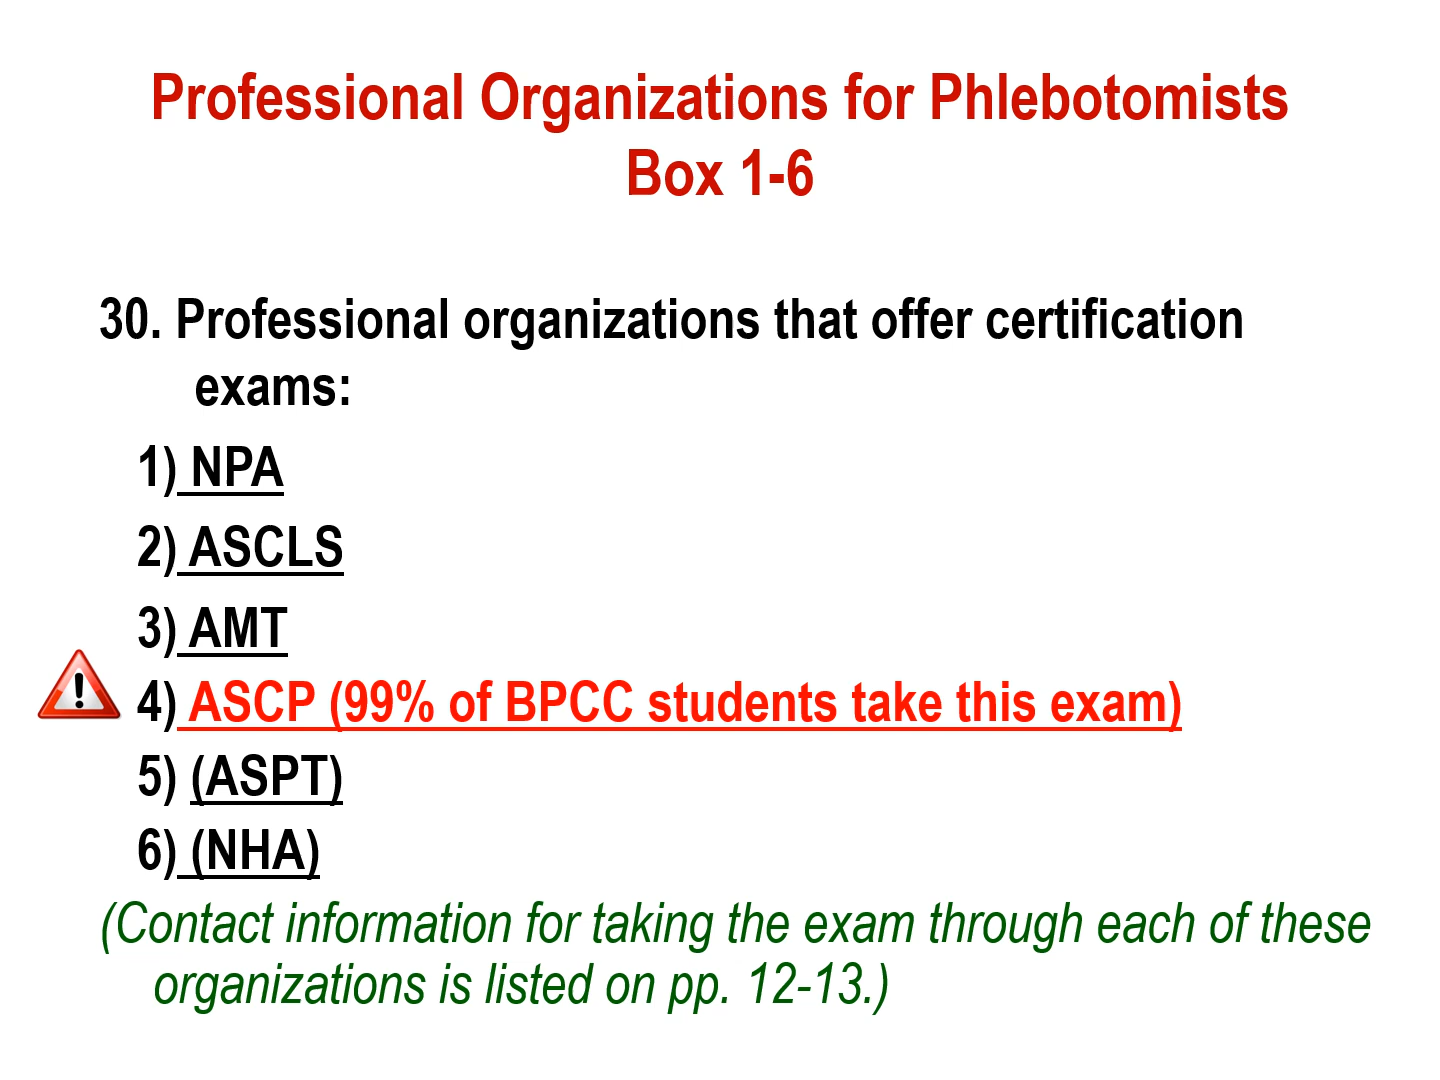 Professional Organizations for Phlebotomists
Box 1-6
30. Professional organizations that offer certification
exams:
1) NPA
2) ASCLS
3) AMT
4) ASCP (99% of BPCC students take this exam)
5) (ASPT)
6) (NHA)
(Contact information for taking the exam through each of these
organizations is listed on pp. 12-13.)